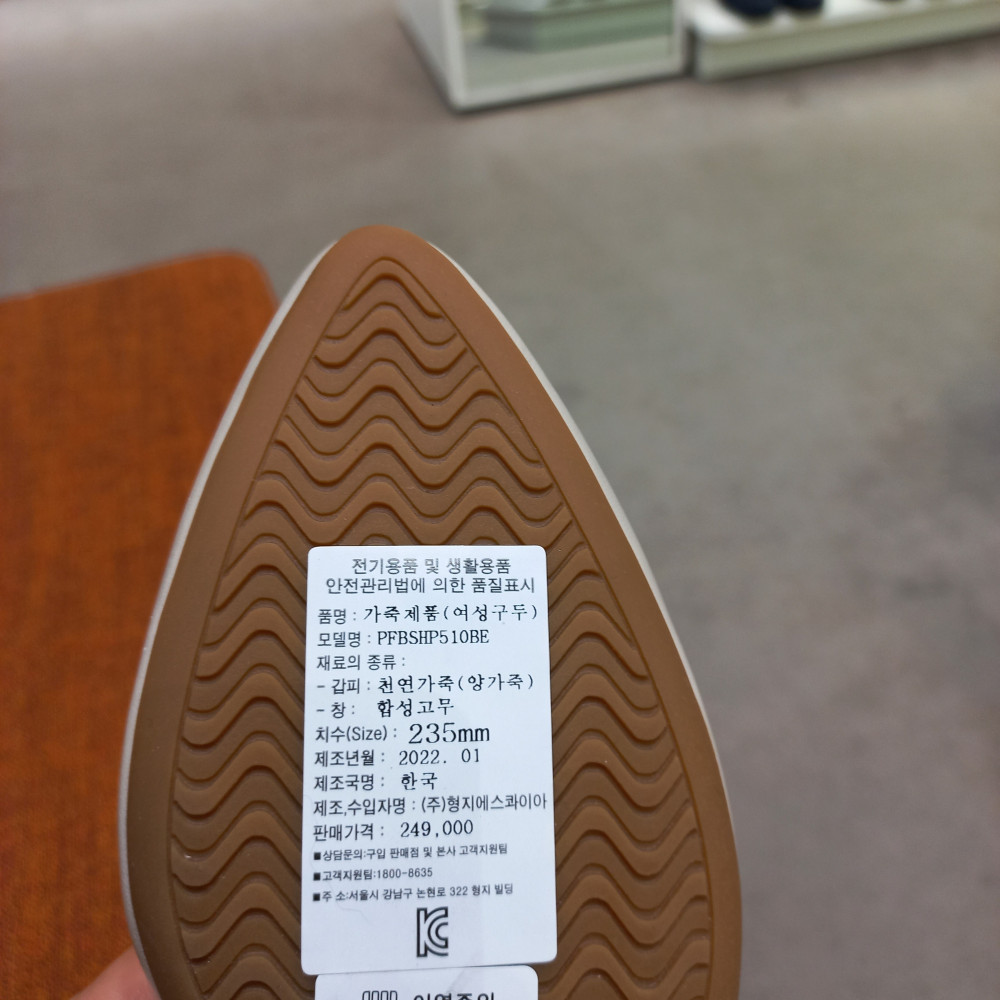 전기용품 및 생활용품
안전관리법에 의한 품질표시
품명 : 가죽제품(여성구두)
모델명 : PFBSHP510BE
재료의 종류 :
- 갑피 : 천연가죽(양가죽)
- 창 : 합성고무
치수(Size) : 235mm
제조년월 : 2022. 01
제조국명 : 한국
제조,수입자명 : (주)형지에스콰이아
판매가격 : 249,000
■상담문의:구입 판매점 및 본사 고객지원팀
■고객지원팀:1800-8635
■주 소:서울시 강남구 논현로 322 형지 빌딩
KC